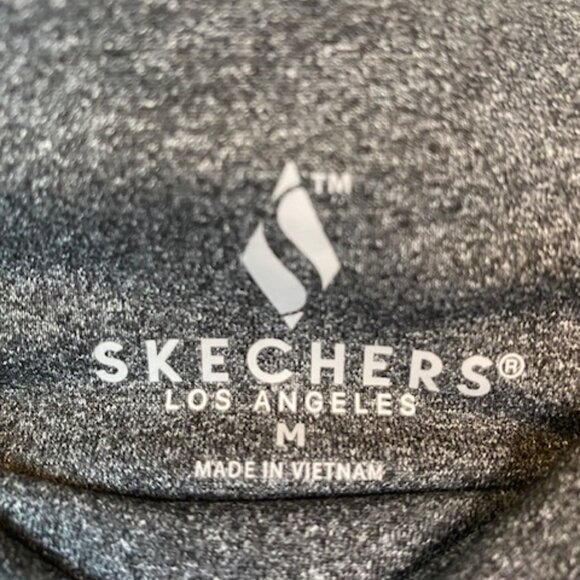 TM
SKECHERS®
LOS ANGELES
M
MADE IN VIETNAM